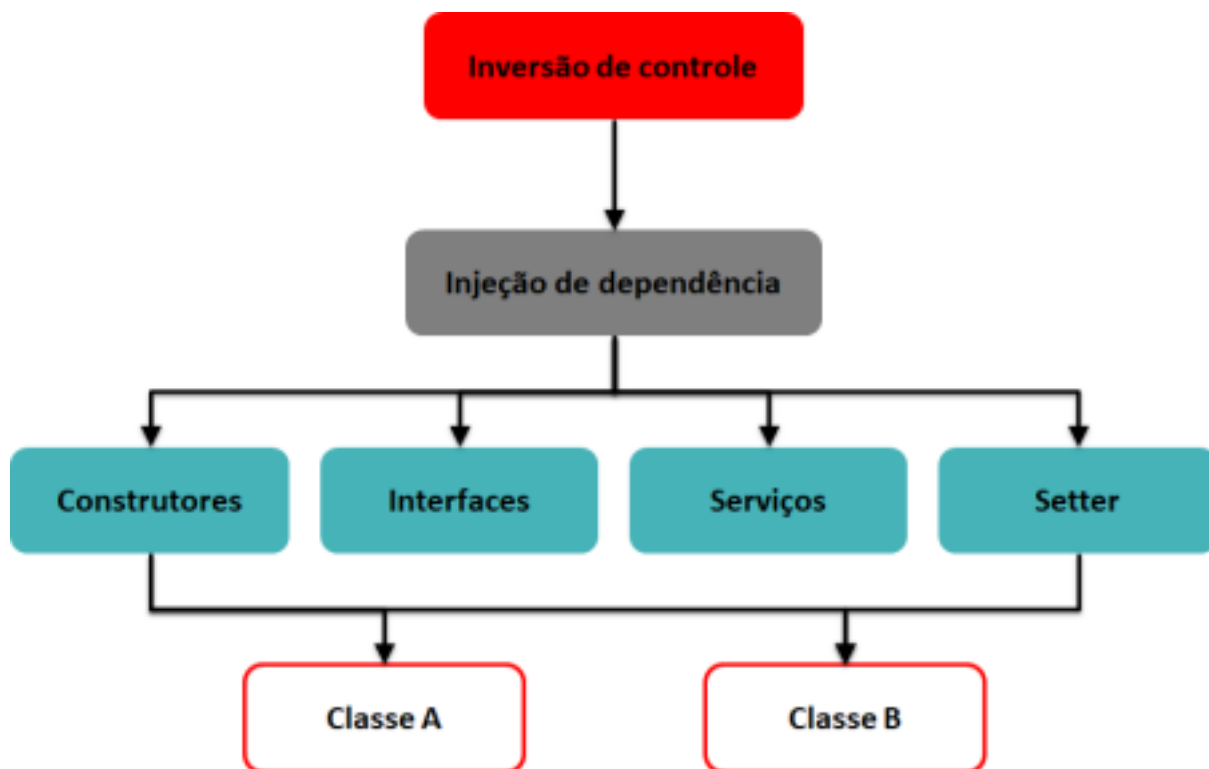 Inversão de controle
Injeção de dependência
Construtores
Interfaces
Serviços
Setter
Classe A
Classe B